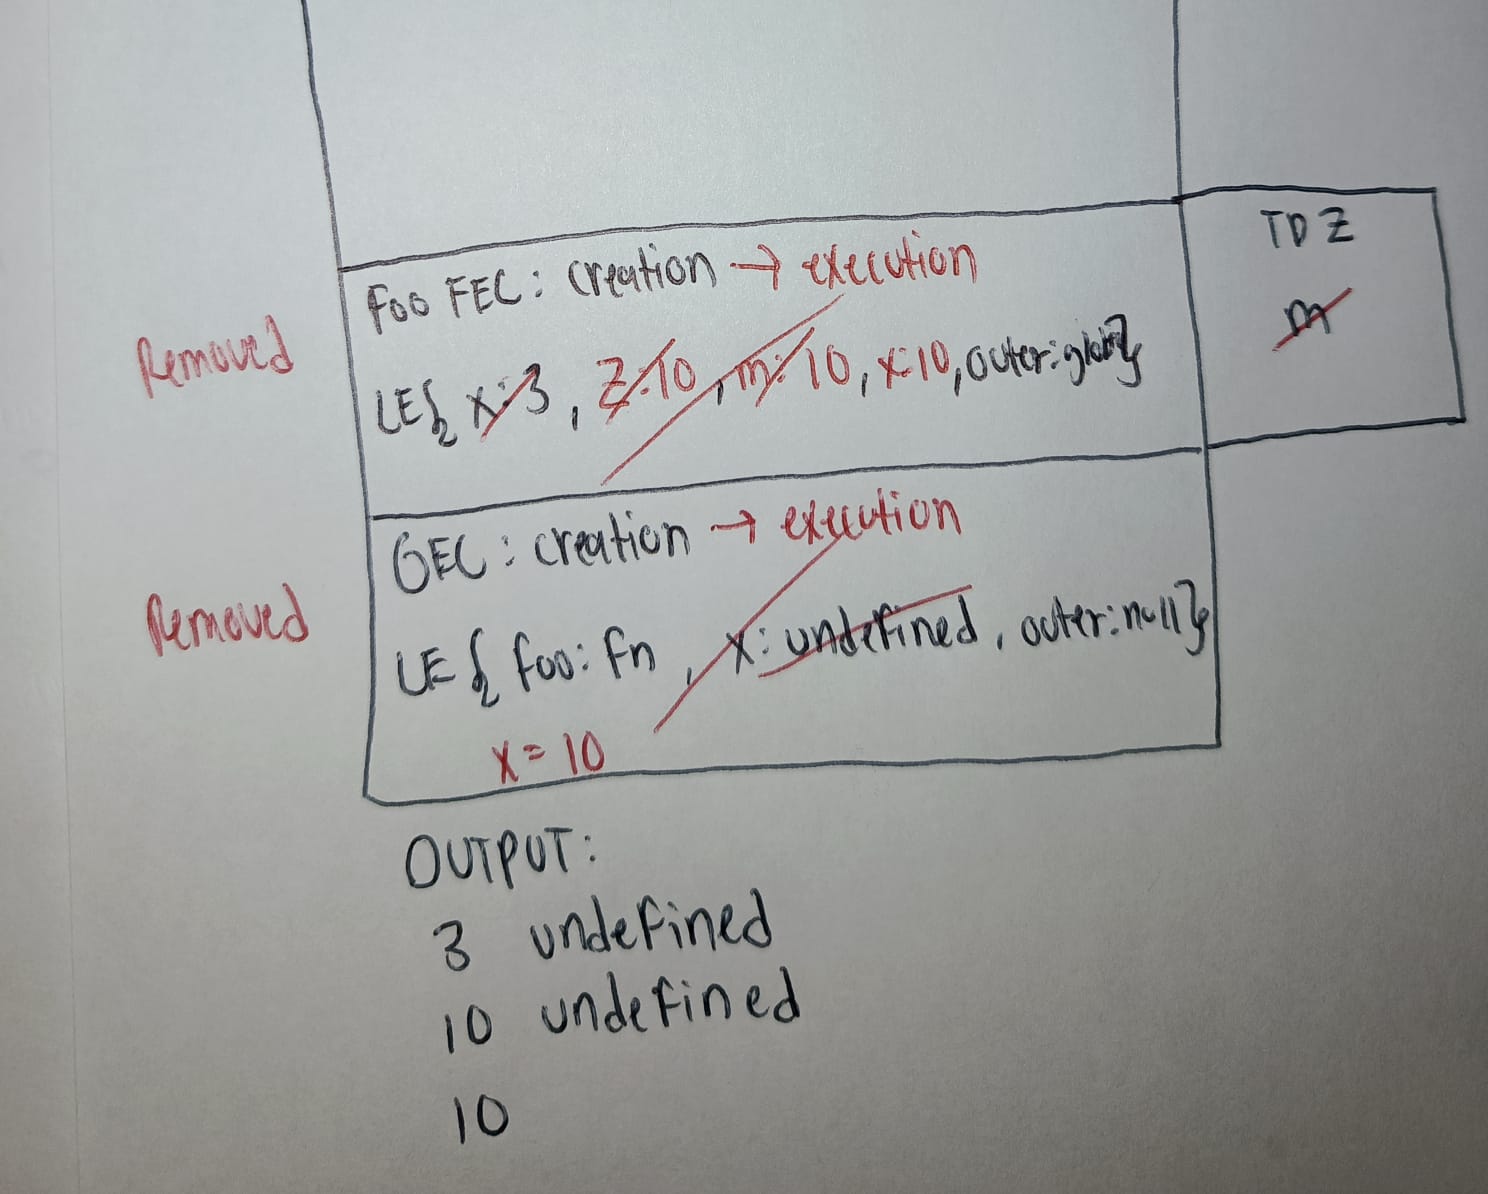 TDZ
m
Foo FEC: creation → execution
Removed
LE{ x:3, Z:10, m:10, x:10, outer:global}
GEC: creation → execution
Removed
LE{ foo: fn, x: undefined, outer:null}
x = 10
OUTPUT:
3 undefined
10 undefined
10